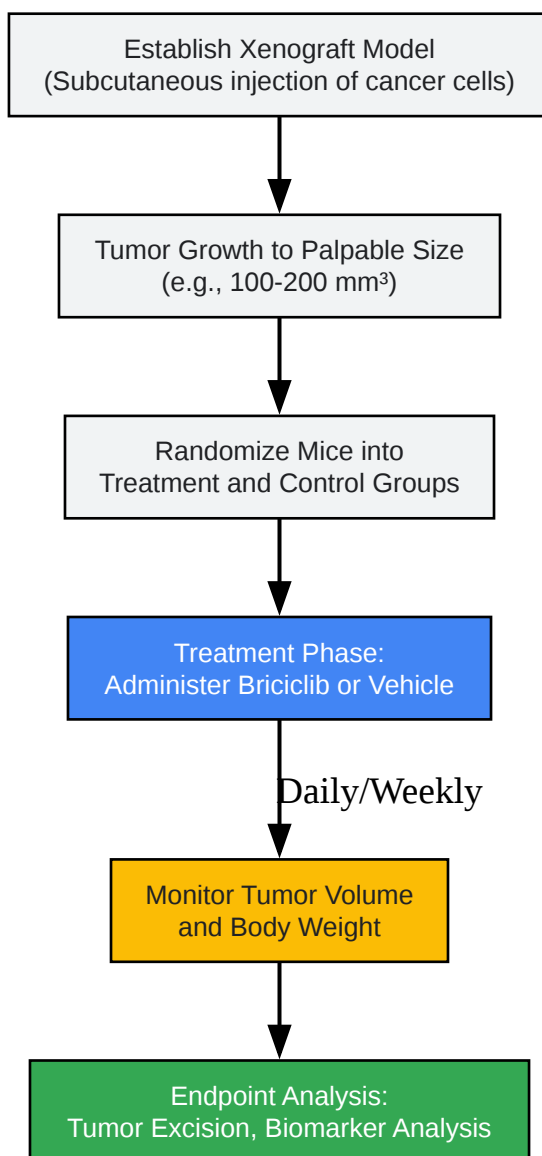 Establish Xenograft Model
(Subcutaneous injection of cancer cells)
Tumor Growth to Palpable Size
(e.g., 100-200 mm³)
Randomize Mice into
Treatment and Control Groups
Treatment Phase:
Administer Briciclib or Vehicle
Daily/Weekly
Monitor Tumor Volume
and Body Weight
Endpoint Analysis:
Tumor Excision, Biomarker Analysis